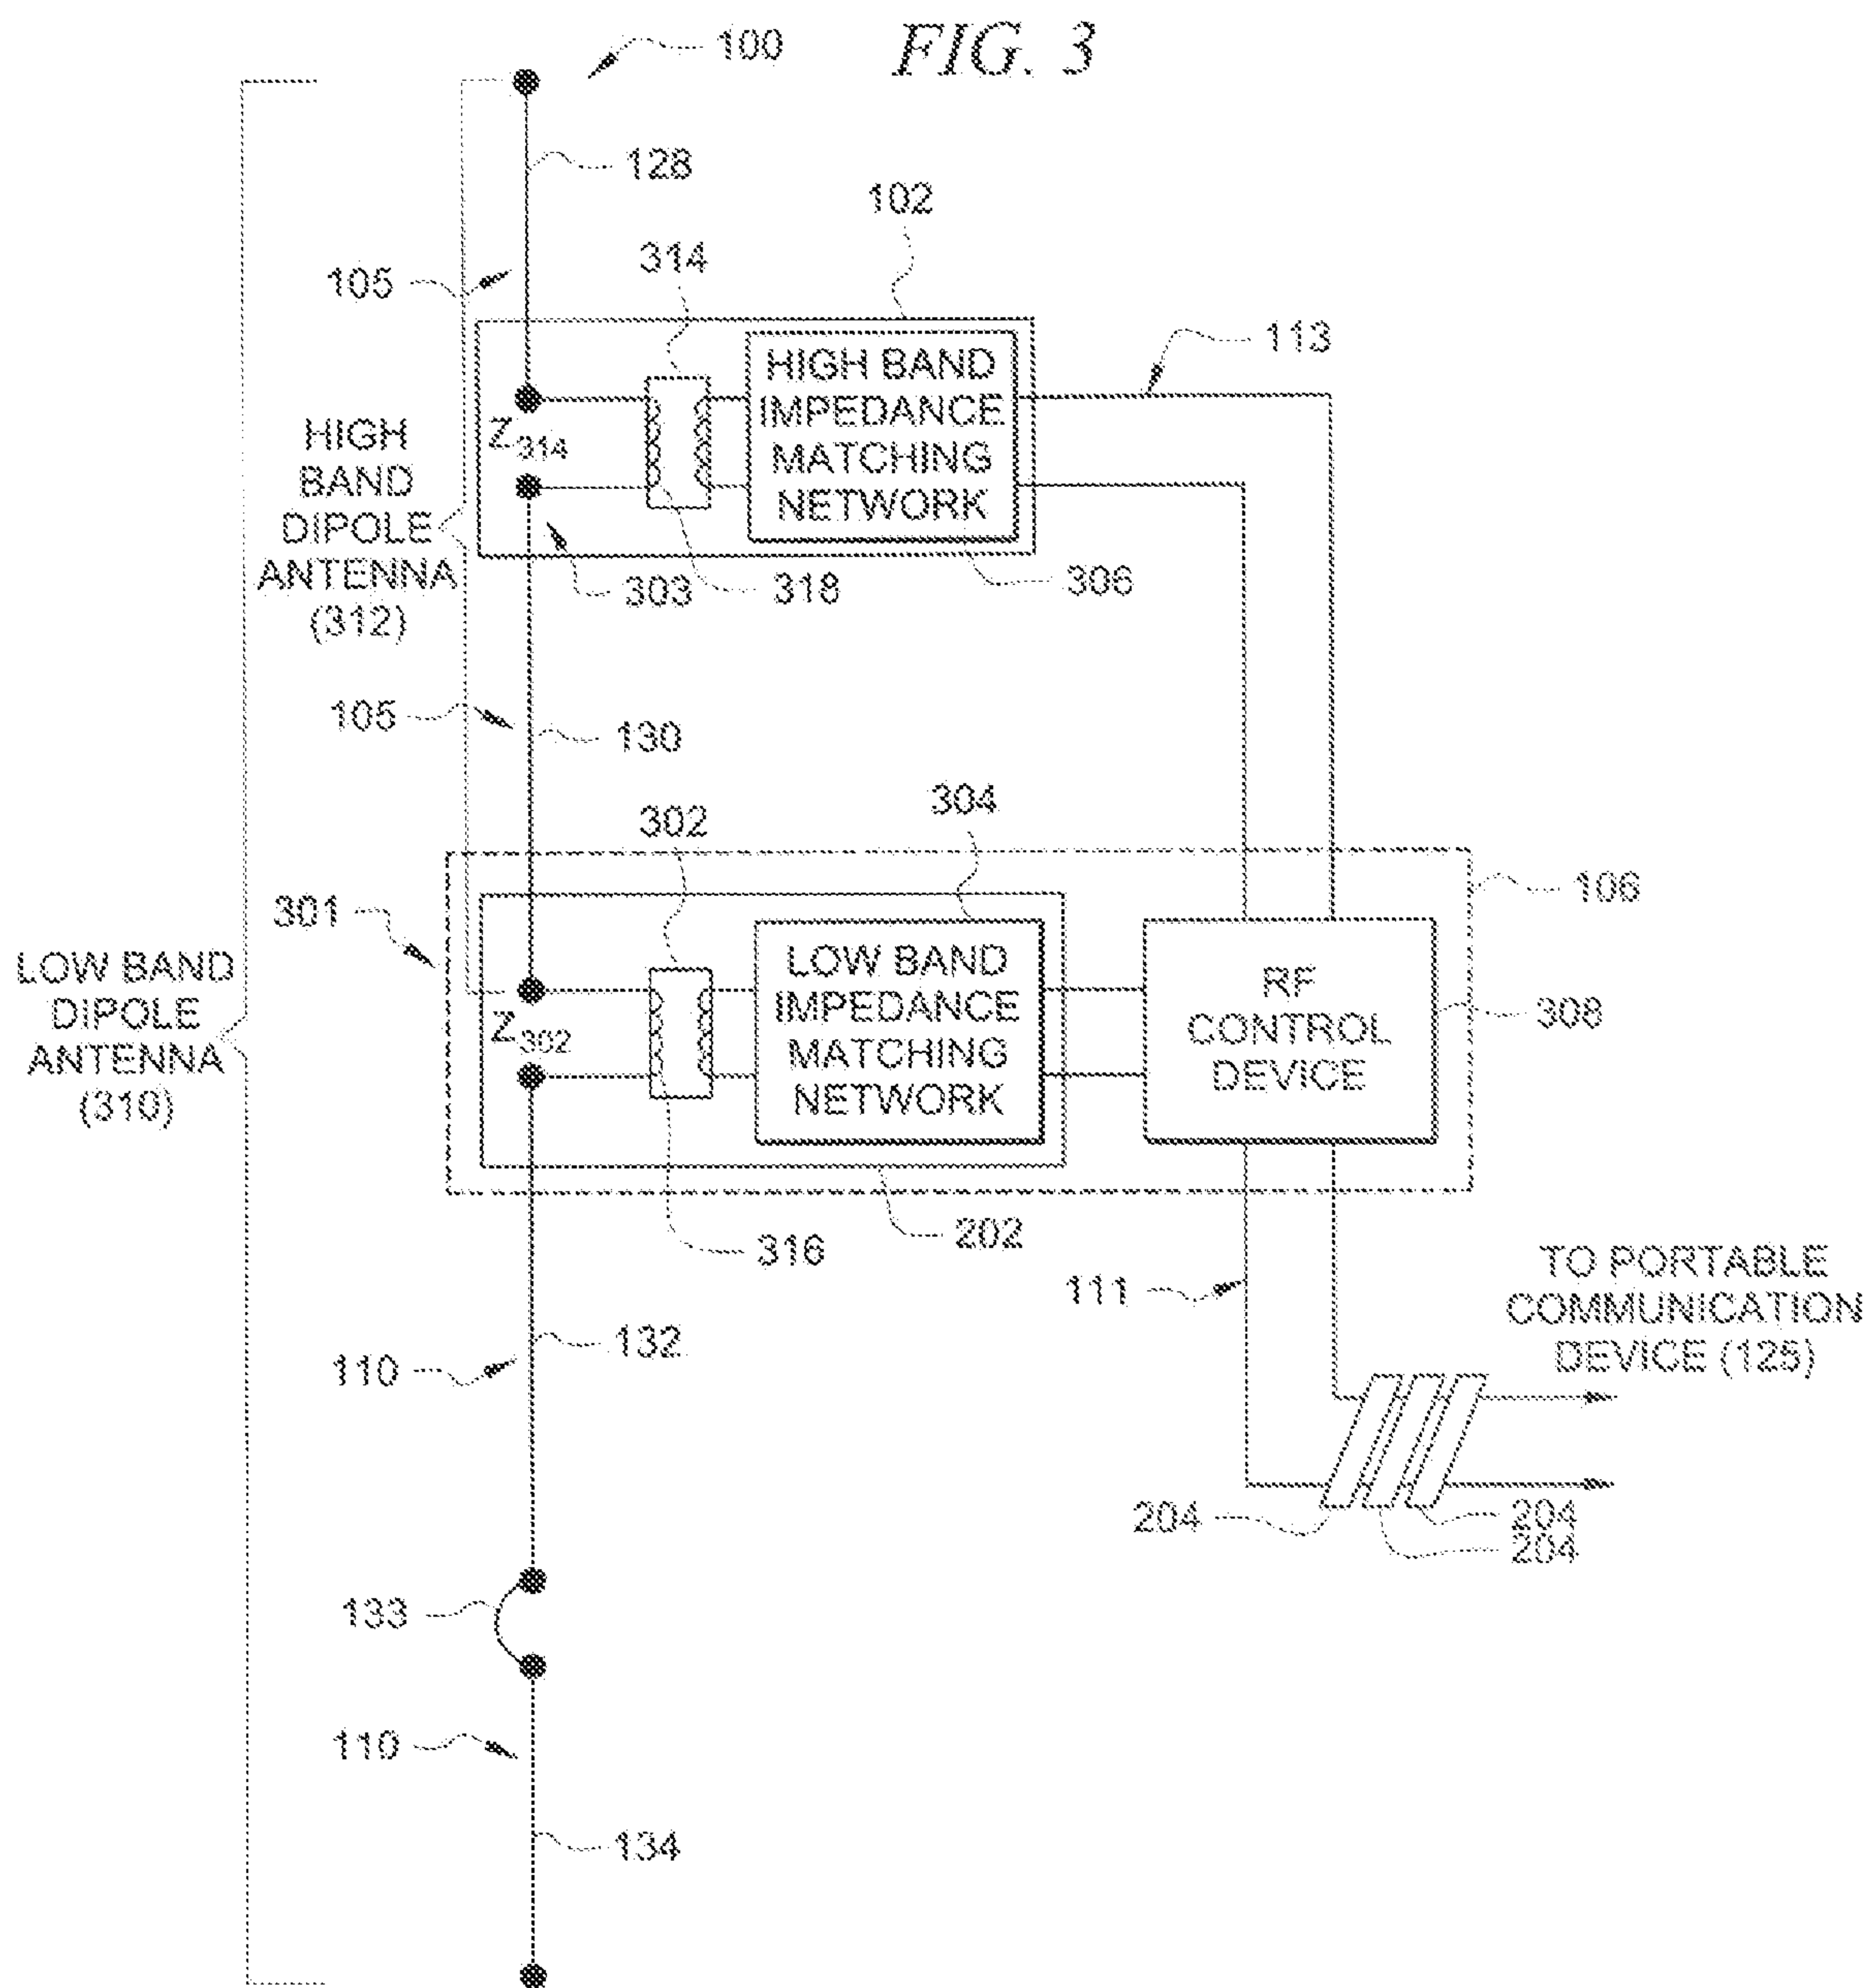 FIG. 3
100
128
102
314
105
113
HIGH BAND
IMPEDANCE
MATCHING
NETWORK
Z314
HIGH
BAND
DIPOLE
ANTENNA
(312)
303
318
306
105
130
304
302
106
301
LOW BAND
IMPEDANCE
MATCHING
NETWORK
RF
CONTROL
DEVICE
308
LOW BAND
DIPOLE
ANTENNA
(310)
Z302
316
202
TO PORTABLE
COMMUNICATION
DEVICE (125)
111
132
110
204
204
204
133
110
134